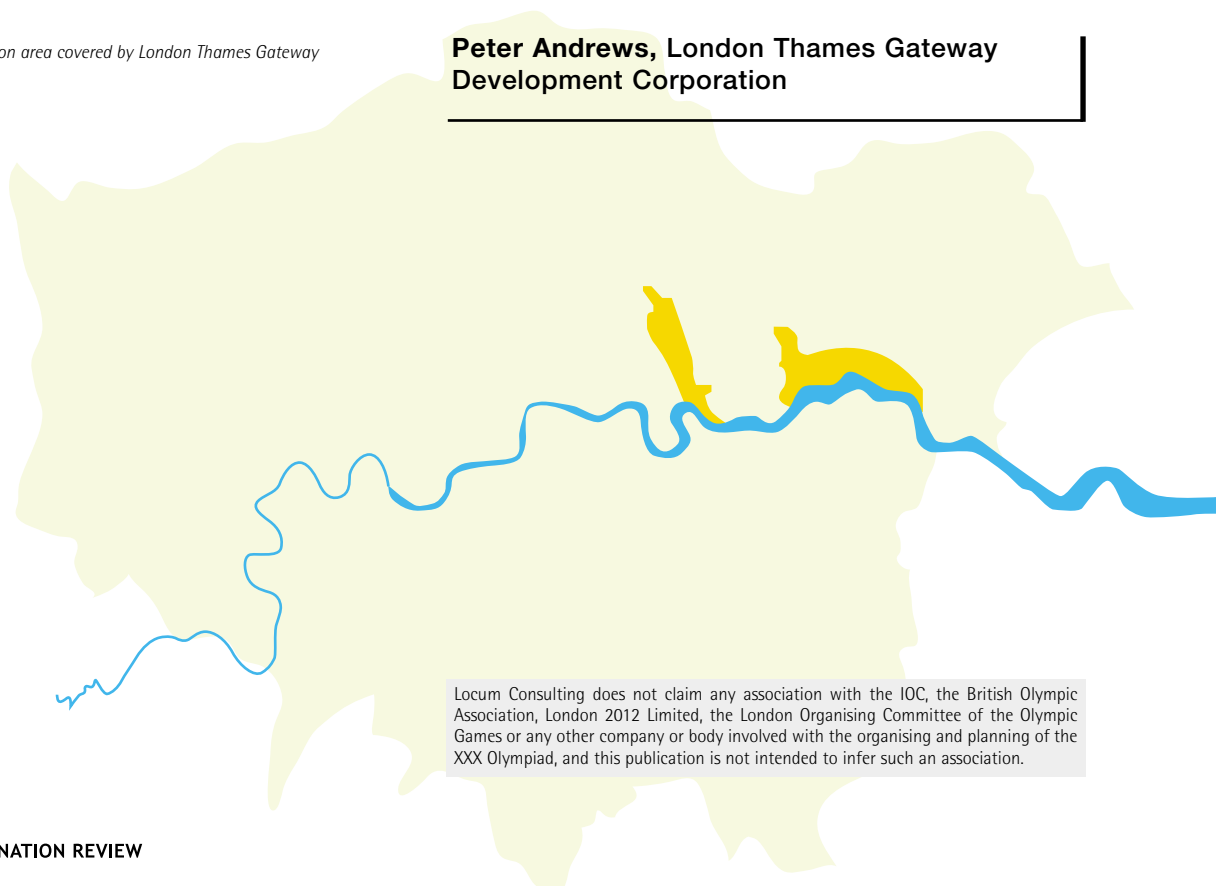 on area covered by London Thames Gateway
Peter Andrews, London Thames Gateway
Development Corporation
Locum Consulting does not claim any association with the IOC, the British Olympic
Association, London 2012 Limited, the London Organising Committee of the Olympic
Games or any other company or body involved with the organising and planning of the
XXX Olympiad, and this publication is not intended to infer such an association.
NATION REVIEW